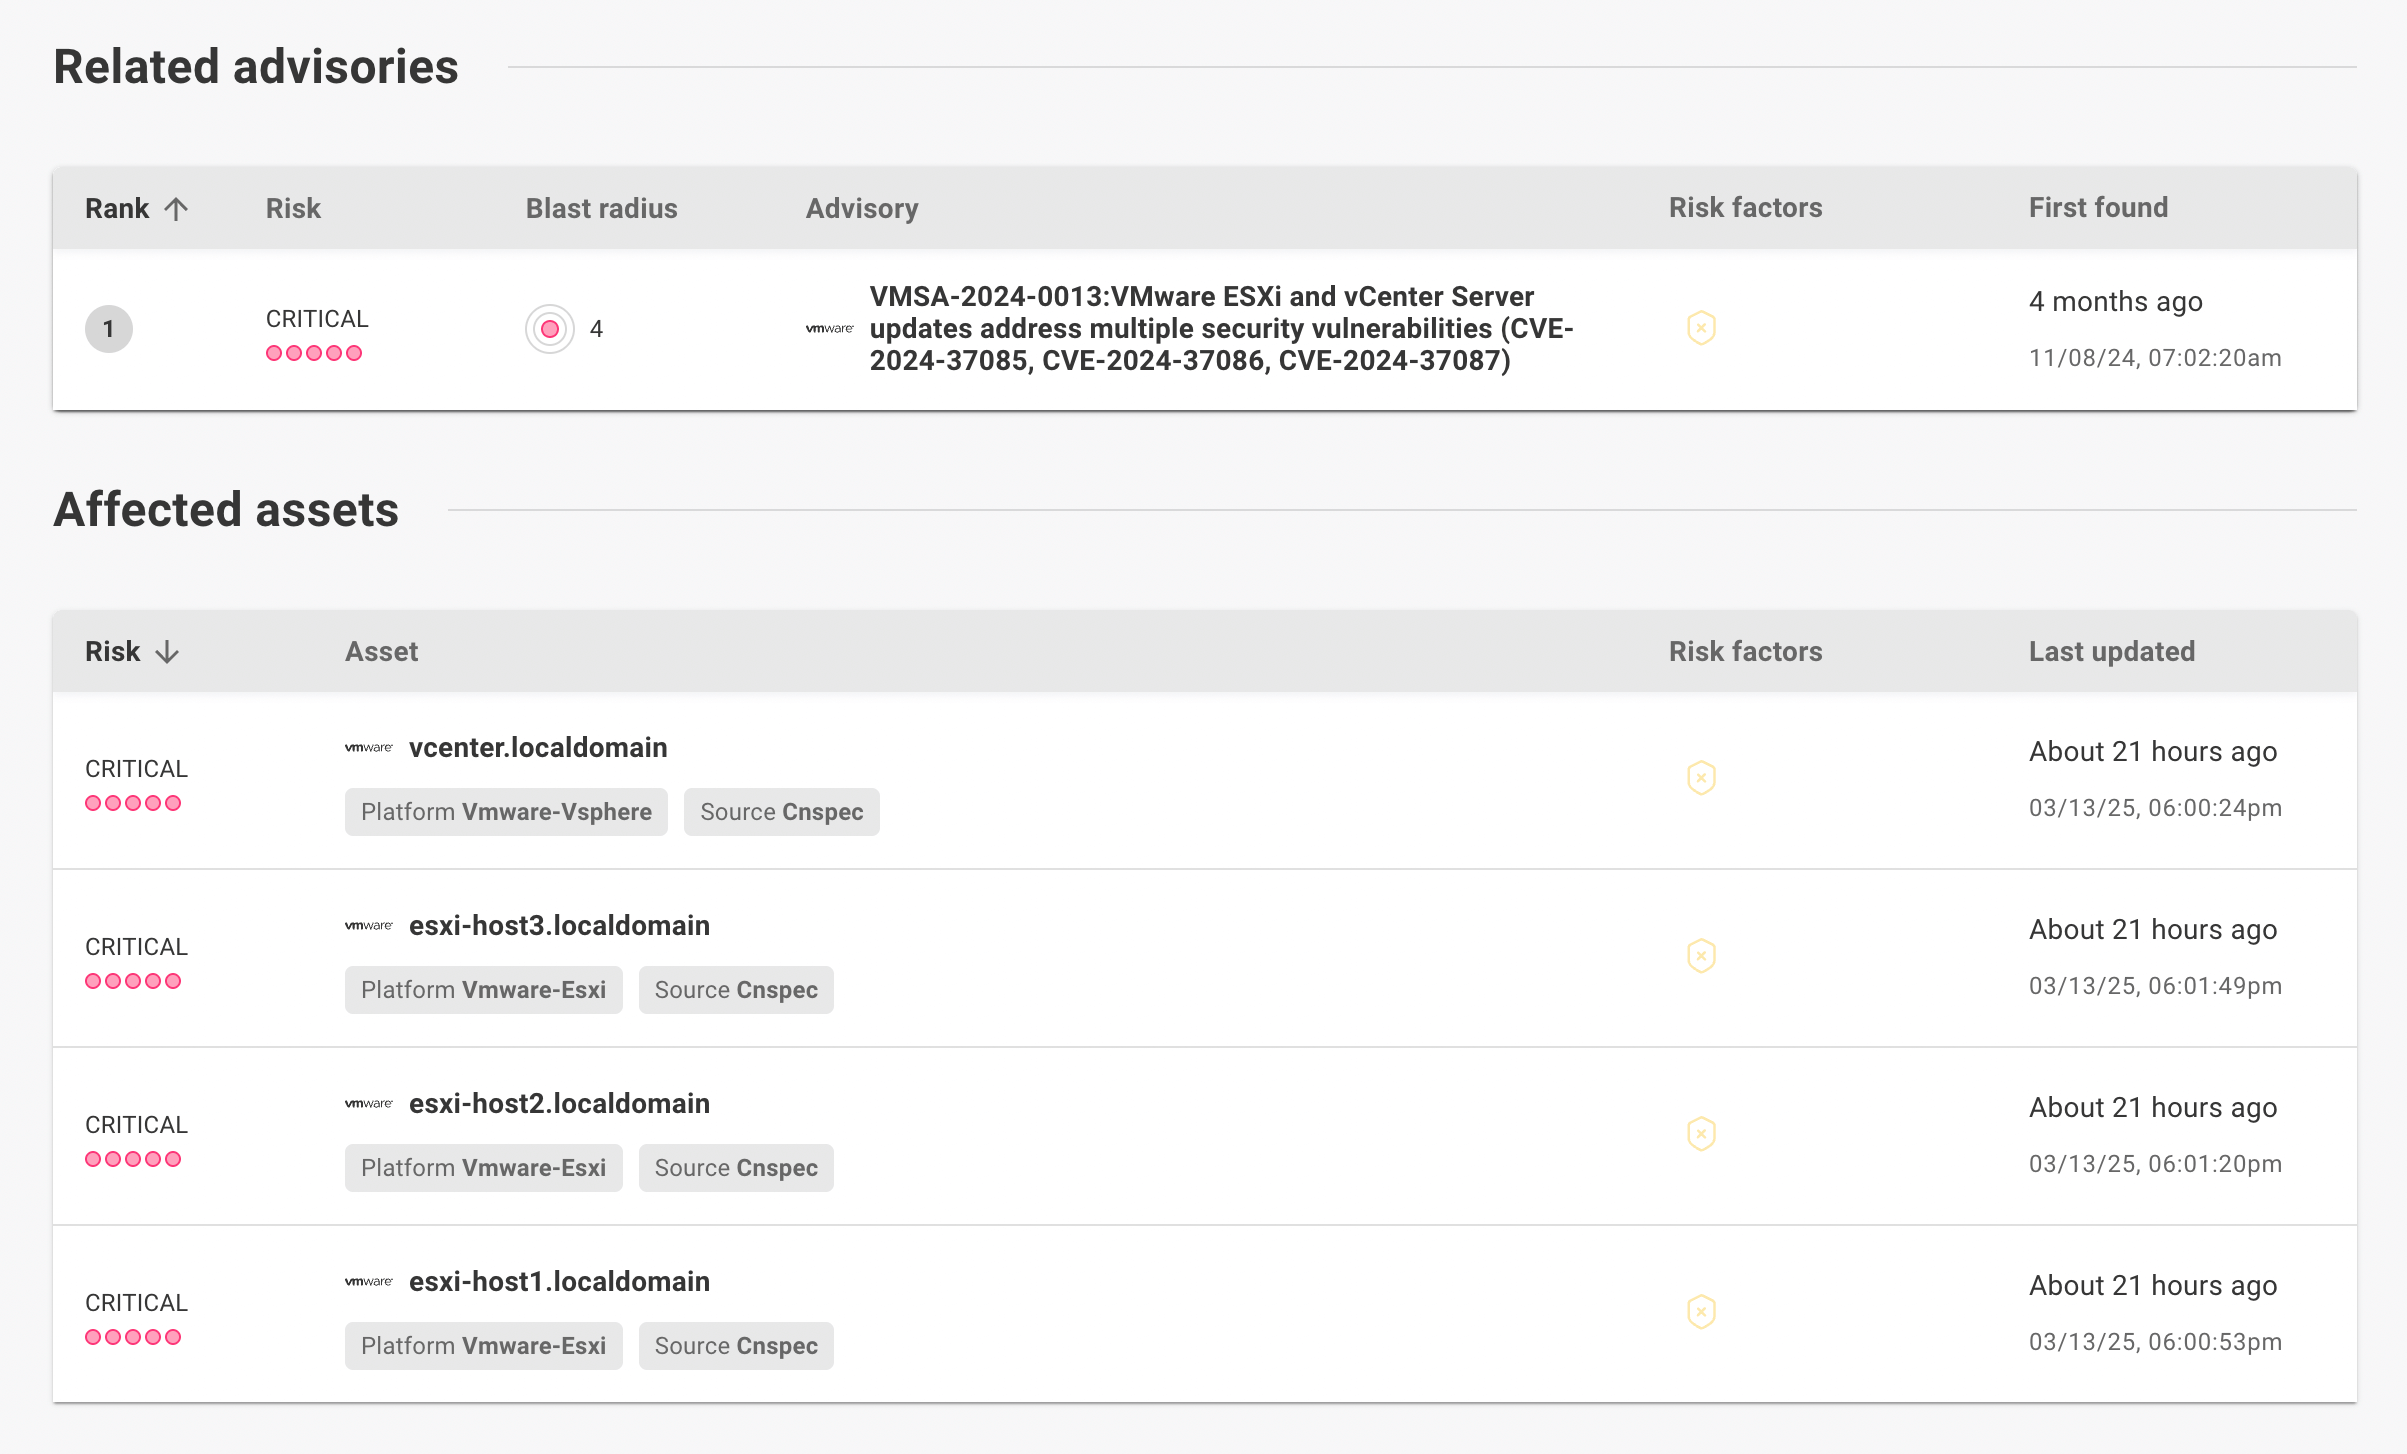 Related advisories
Rank Risk Blast radius Advisory Risk factors First found
1 CRITICAL 4 vmware VMSA-2024-0013:VMware ESXi and vCenter Server updates address multiple security vulnerabilities (CVE-2024-37085, CVE-2024-37086, CVE-2024-37087) 4 months ago
11/08/24, 07:02:20am
Affected assets
Risk Asset Risk factors Last updated
CRITICAL vmware vcenter.localdomain About 21 hours ago
Platform Vmware-Vsphere Source Cnspec 03/13/25, 06:00:24pm
CRITICAL vmware esxi-host3.localdomain About 21 hours ago
Platform Vmware-Esxi Source Cnspec 03/13/25, 06:01:49pm
CRITICAL vmware esxi-host2.localdomain About 21 hours ago
Platform Vmware-Esxi Source Cnspec 03/13/25, 06:01:20pm
CRITICAL vmware esxi-host1.localdomain About 21 hours ago
Platform Vmware-Esxi Source Cnspec 03/13/25, 06:00:53pm